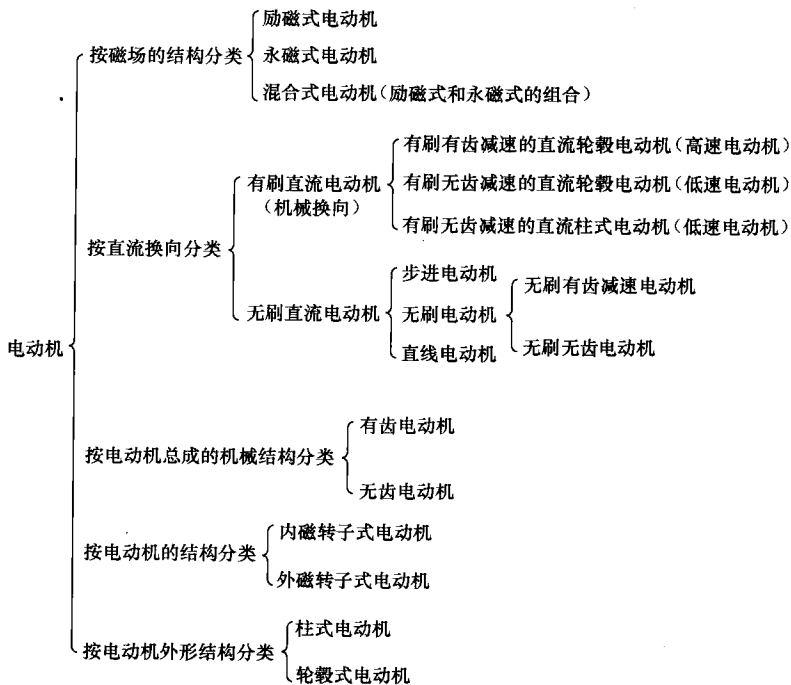 电动机
按磁场的结构分类
励磁式电动机
永磁式电动机
混合式电动机(励磁式和永磁式的组合)
按直流换向分类
有刷直流电动机
(机械换向)
有刷有齿减速的直流轮毂电动机(高速电动机)
有刷无齿减速的直流轮毂电动机(低速电动机)
有刷无齿减速的直流柱式电动机(低速电动机)
无刷直流电动机
步进电动机
无刷电动机
无刷有齿减速电动机
无刷无齿电动机
直线电动机
按电动机总成的机械结构分类
有齿电动机
无齿电动机
按电动机的结构分类
内磁转子式电动机
外磁转子式电动机
按电动机外形结构分类
柱式电动机
轮毂式电动机